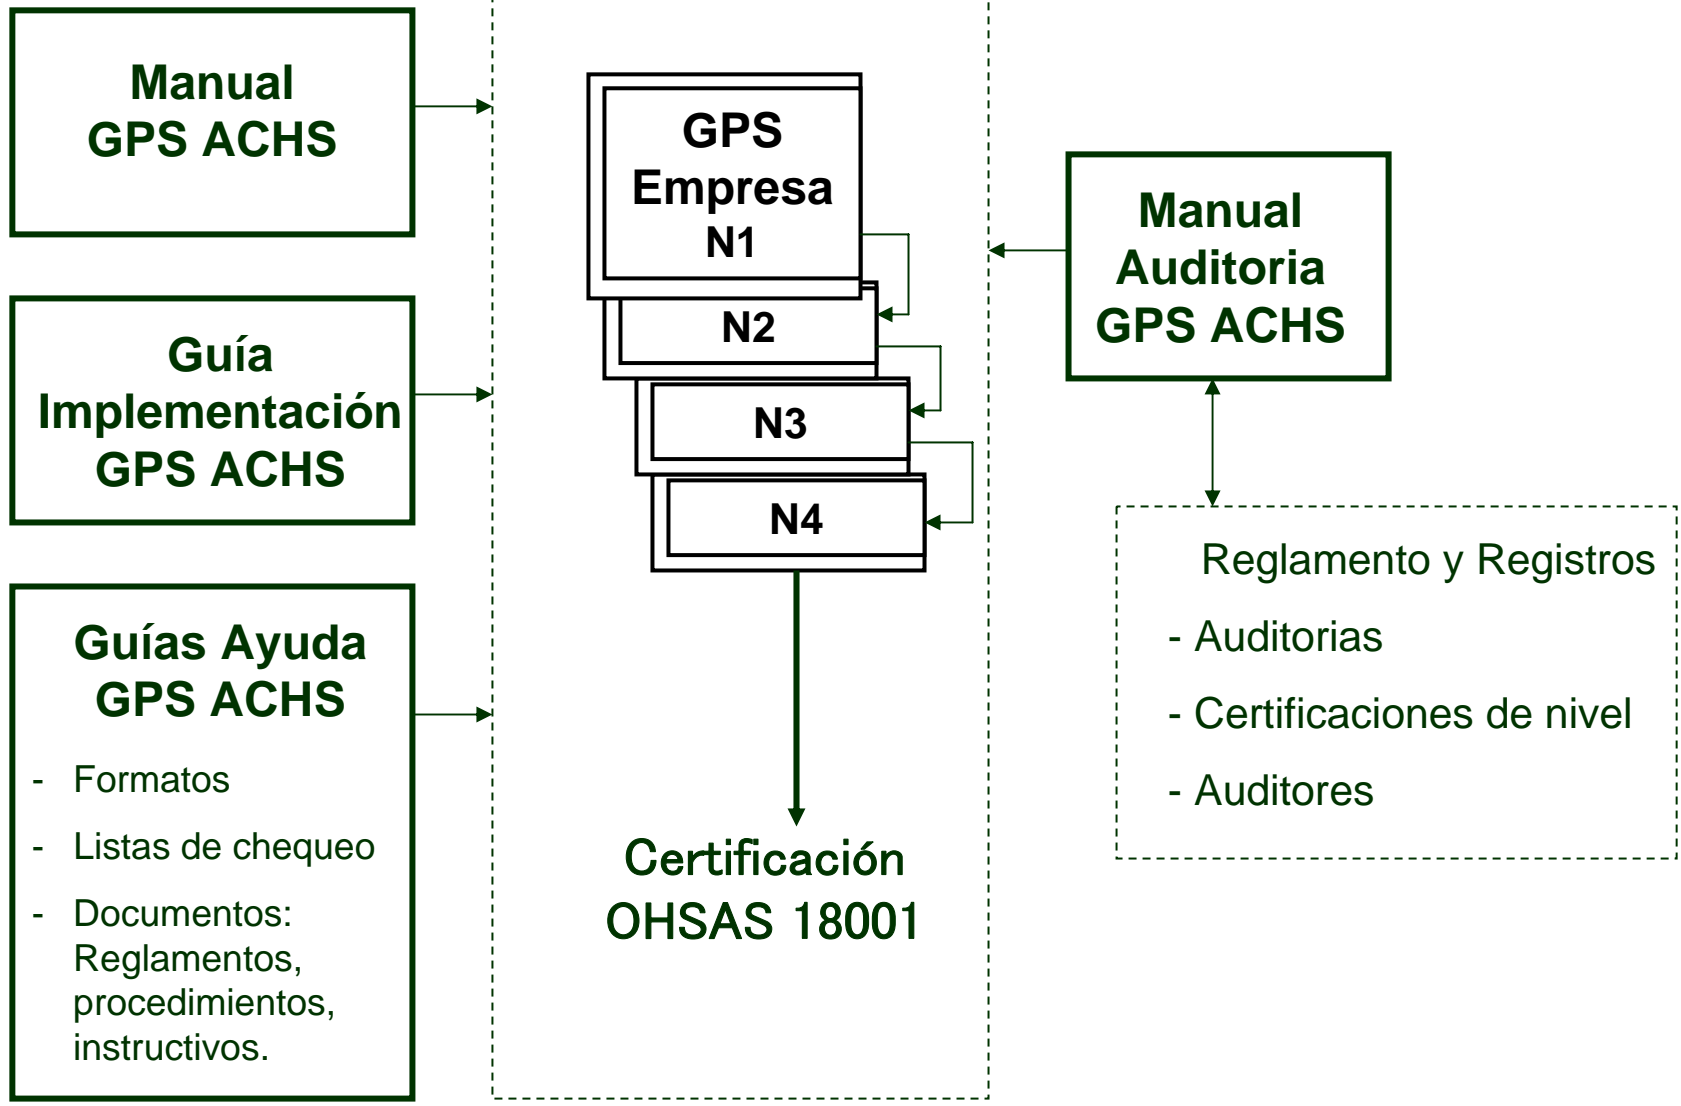 Manual
GPS ACHS
Guía
Implementación
GPS ACHS
Guías Ayuda
GPS ACHS
- Formatos
- Listas de chequeo
- Documentos:
Reglamentos,
procedimientos,
instructivos.
GPS
Empresa
N1
N2
N3
N4
Certificación
OHSAS 18001
Manual
Auditoria
GPS ACHS
Reglamento y Registros
- Auditorias
- Certificaciones de nivel
- Auditores